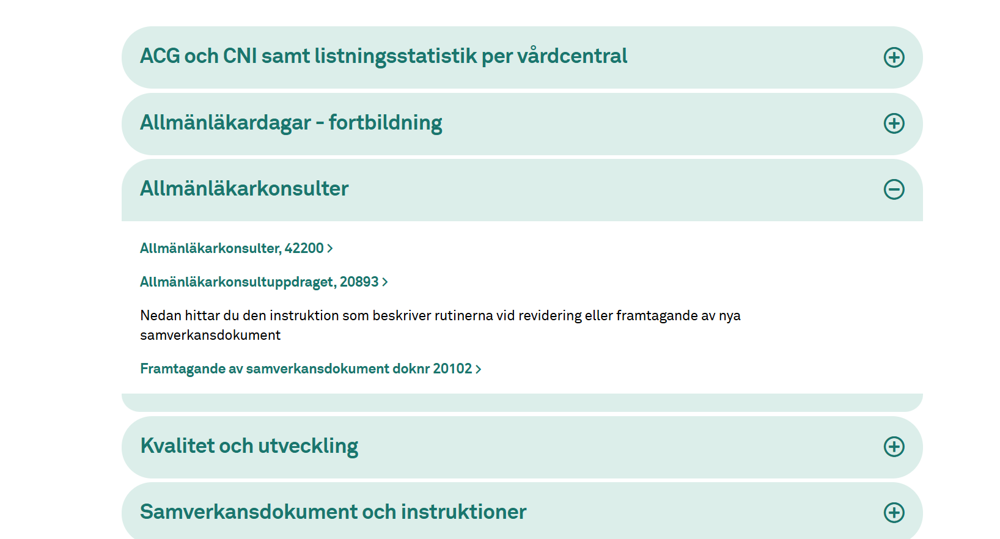 ACG och CNI samt listningsstatistik per vårdcentral
Allmänläkardagar - fortbildning
Allmänläkarkonsulter
Allmänläkarkonsulter, 42200
Allmänläkarkonsultuppdraget, 20893
Nedan hittar du den instruktion som beskriver rutinerna vid revidering eller framtagande av nya
samverkansdokument
Framtagande av samverkansdokument doknr 20102
Kvalitet och utveckling
Samverkansdokument och instruktioner